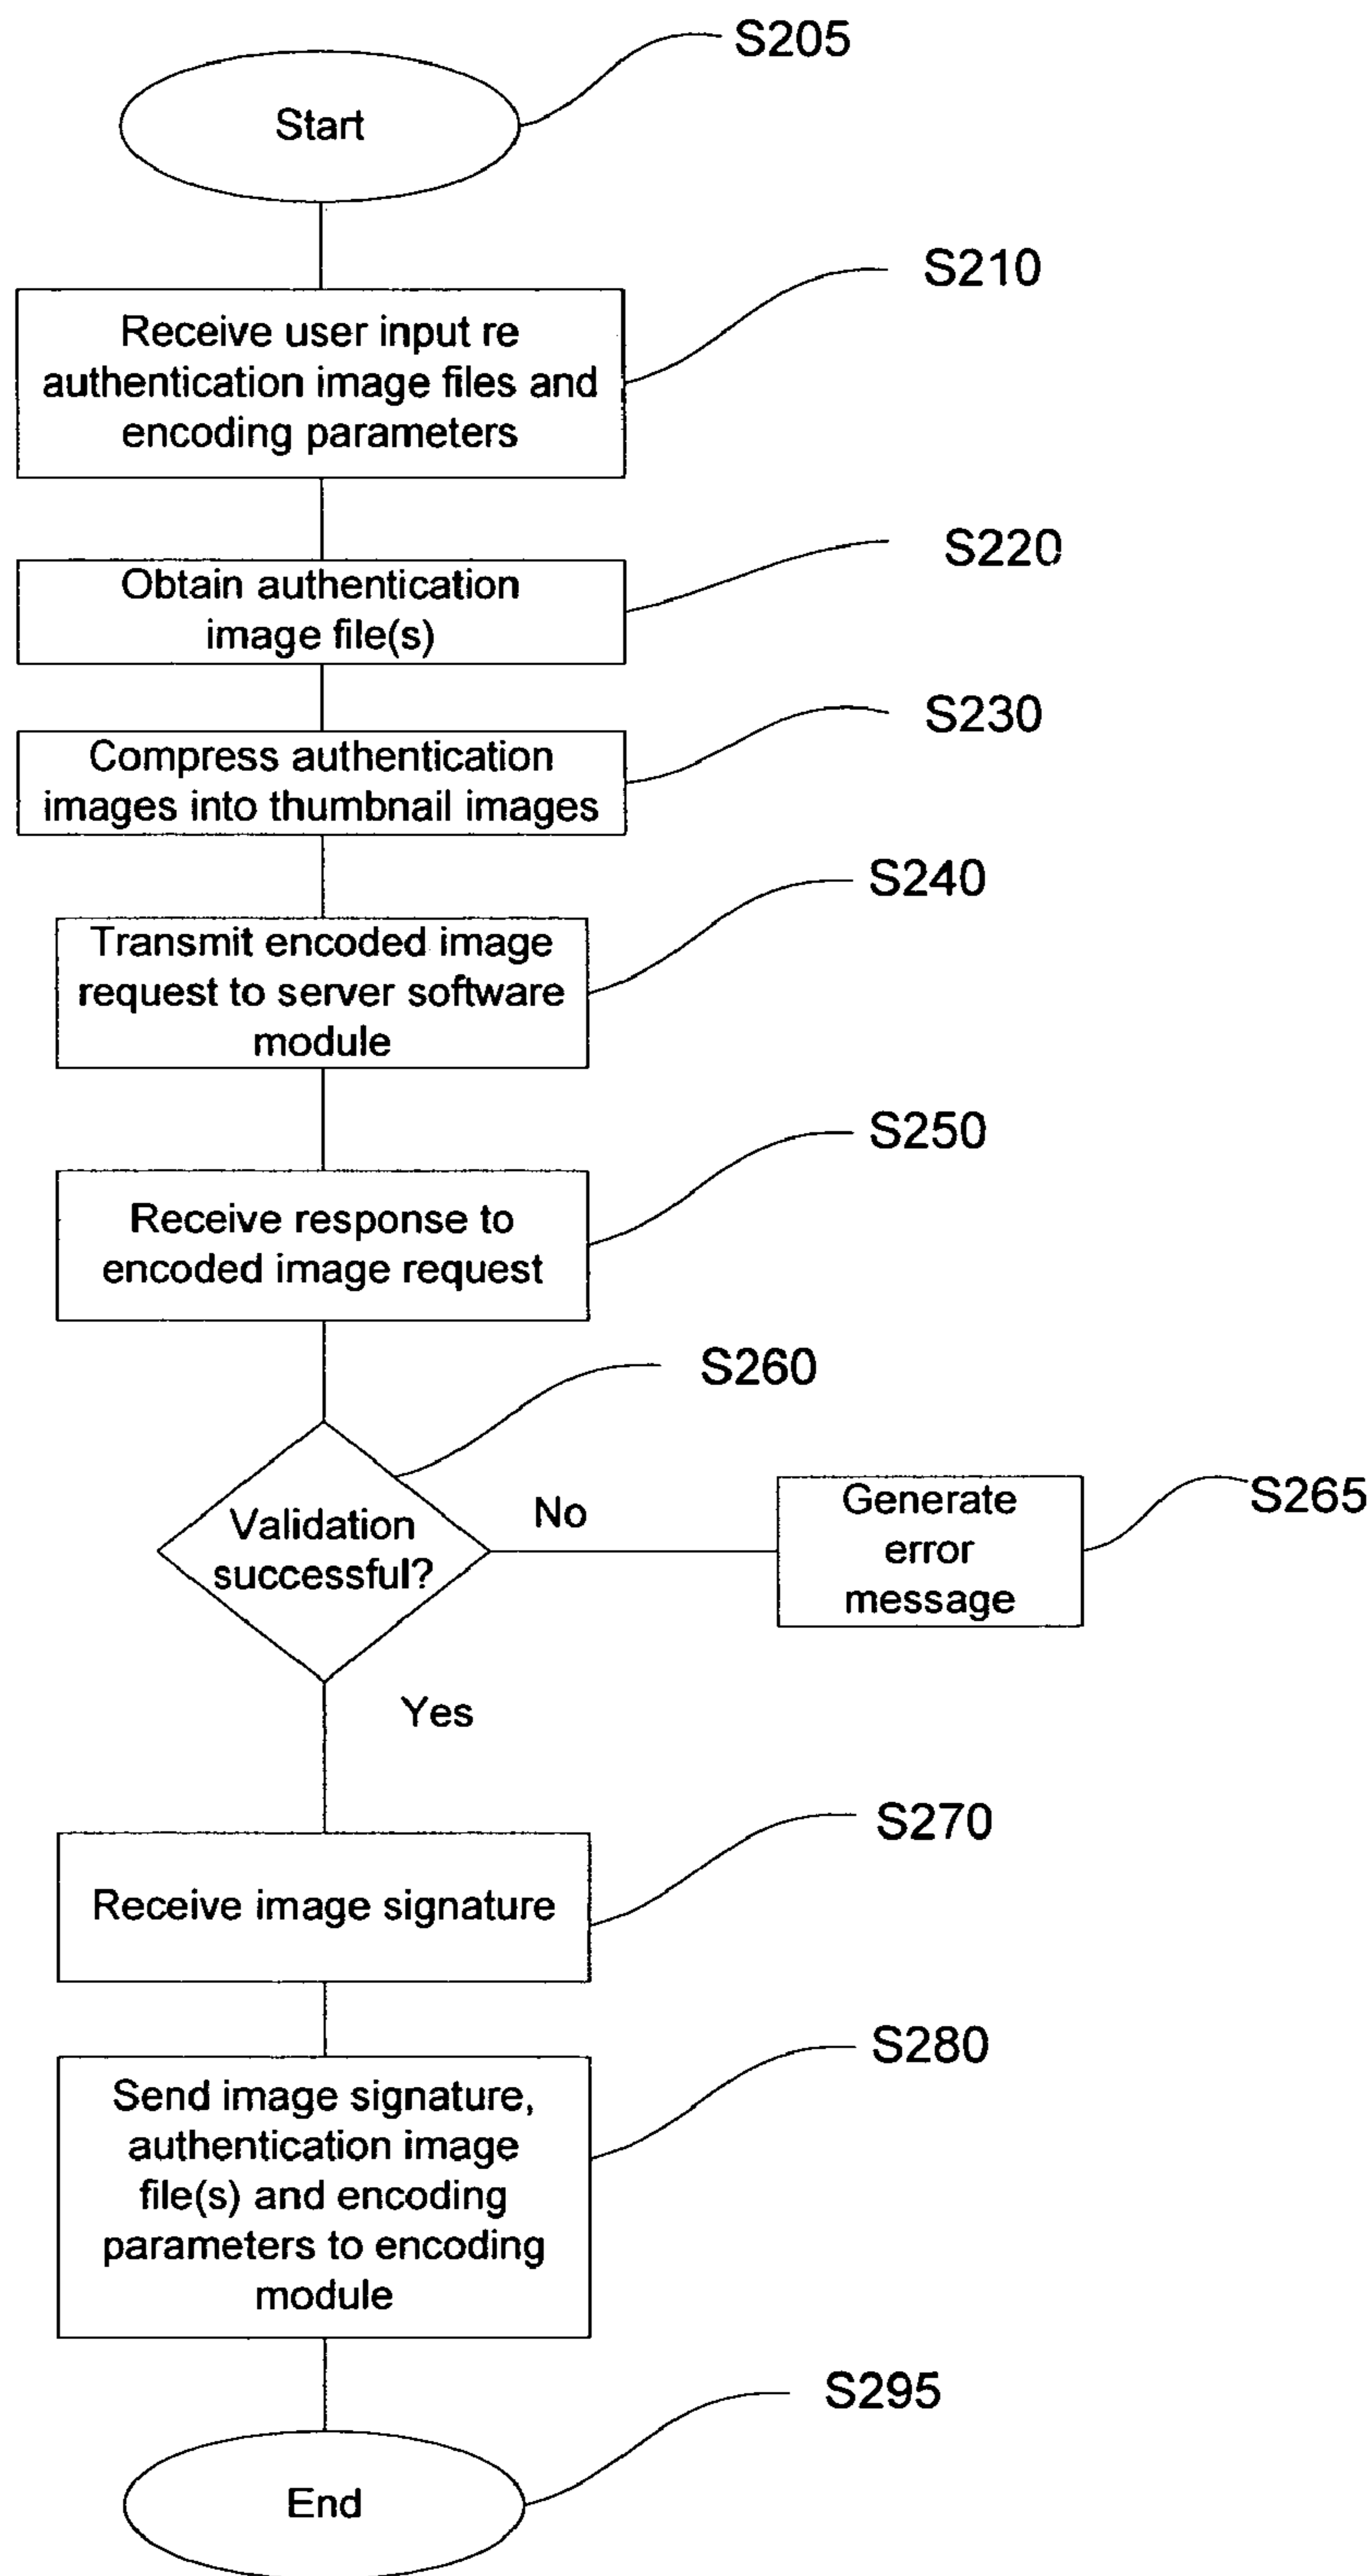 S205
Start
S210
Receive user input re
authentication image files and
encoding parameters
S220
Obtain authentication
image file(s)
S230
Compress authentication
images into thumbnail images
S240
Transmit encoded image
request to server software
module
S250
Receive response to
encoded image request
S260
Validation
successful?
No
Generate
error
message
S265
Yes
S270
Receive image signature
S280
Send image signature,
authentication image
file(s) and encoding
parameters to encoding
module
S295
End